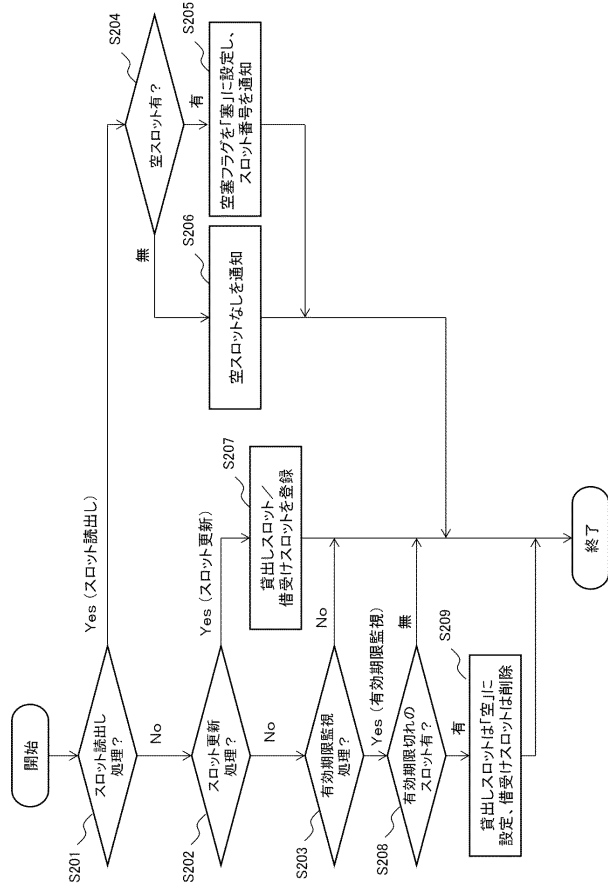 開始
S201
スロット読出し
処理？
Yes（スロット読出し）
No
S202
スロット更新
処理？
Yes（スロット更新）
No
S203
有効期限監視
処理？
No
Yes（有効期限監視）
S204
空スロット有？
無
有
S205
空塞フラグを「塞」に設定し、
スロット番号を通知
S206
空スロットなしを通知
S207
貸出しスロット／
借受けスロットを登録
S208
有効期限切れの
スロット有？
無
有
S209
貸出しスロットは「空」に
設定、借受けスロットは削除
終了